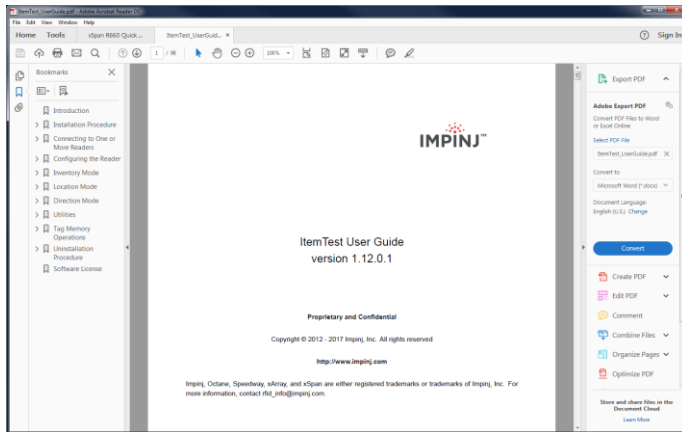 ItemTest_UserGuide.pdf - Adobe Acrobat Reader DC
File Edit View Window Help
Home Tools xSpan R660 Quick ... ItemTest_UserGuid... × Sign In
1 / 98 100%
Bookmarks
Introduction
Installation Procedure
Connecting to One or
More Readers
Configuring the Reader
Inventory Mode
Location Mode
Direction Mode
Utilities
Tag Memory
Operations
Uninstallation
Procedure
Software License
IMPINJ™
ItemTest User Guide
version 1.12.0.1
Proprietary and Confidential
Copyright © 2012 - 2017 Impinj, Inc. All rights reserved
http://www.impinj.com
Impinj, Octane, Speedway, xArray, and xSpan are either registered trademarks or trademarks of Impinj, Inc. For
more information, contact rfid_info@impinj.com.
Export PDF
Adobe Export PDF
Convert PDF Files to Word
or Excel Online
Select PDF File
ItemTest_UserGuide.pdf
Convert to
Microsoft Word (*.docx)
Document Language:
English (U.S.) Change
Convert
Create PDF
Edit PDF
Comment
Combine Files
Organize Pages
Optimize PDF
Store and share files in the
Document Cloud
Learn More